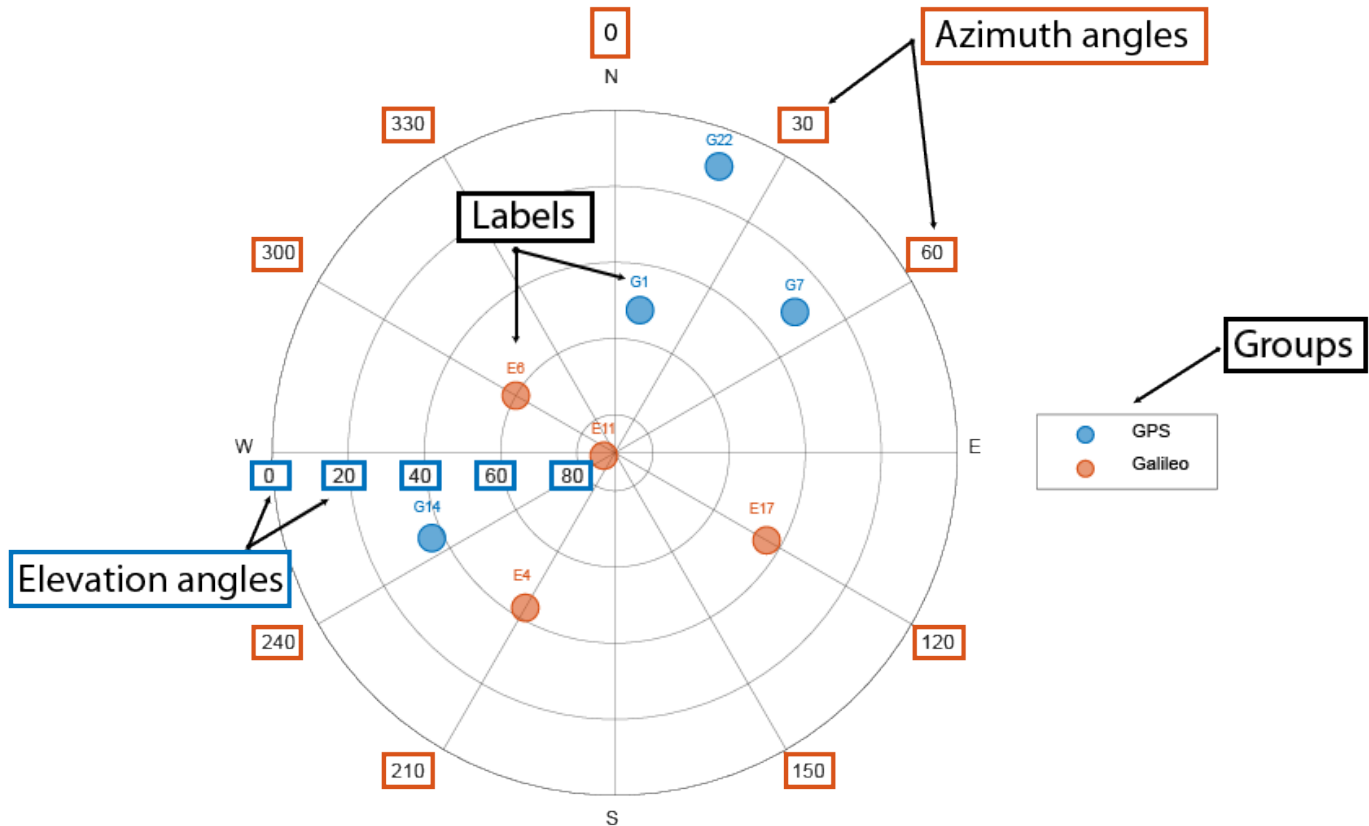 0
Azimuth angles
N
330
30
G22
Labels
300
60
G1
G7
Groups
E6
GPS
E11
W
E
Galileo
0
20
40
60
80
G14
E17
Elevation angles
E4
240
120
210
150
S